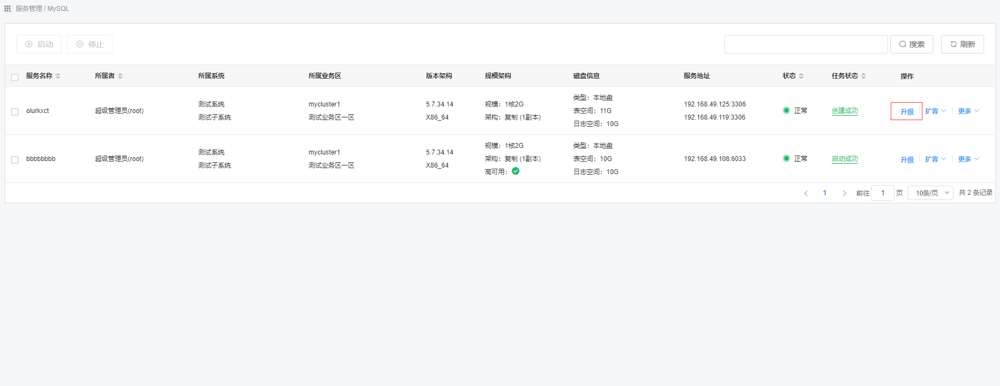 服务管理 / MySQL
启动 停止 搜索 刷新
服务名称 所属者 所属系统 所属业务区 版本架构 规模架构 磁盘信息 服务地址 状态 任务状态 操作
olurkxct 超级管理员(root) 测试系统 mycluster1 5.7.34.14 规模：1核2G 类型：本地盘 192.168.49.125:3306 正常 创建成功 升级 扩容 更多
测试子系统 测试业务区一区 X86_64 架构：复制 (1副本) 表空间：11G 192.168.49.119:3306
日志空间：10G
bbbbbbbb 超级管理员(root) 测试系统 mycluster1 5.7.34.14 规模：1核2G 类型：本地盘 192.168.49.108:6033 正常 启动成功 升级 扩容 更多
测试子系统 测试业务区一区 X86_64 架构：复制 (1副本) 表空间：10G
高可用： 日志空间：10G
1 前往 1 页 10条/页 共 2 条记录